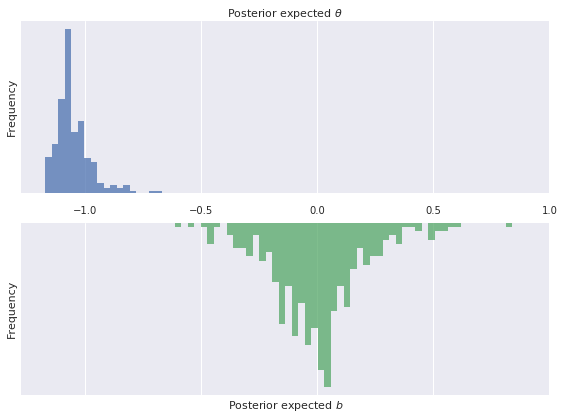 Posterior expected θ
Frequency
−1.0 −0.5 0.0 0.5 1.0
Frequency
Posterior expected b